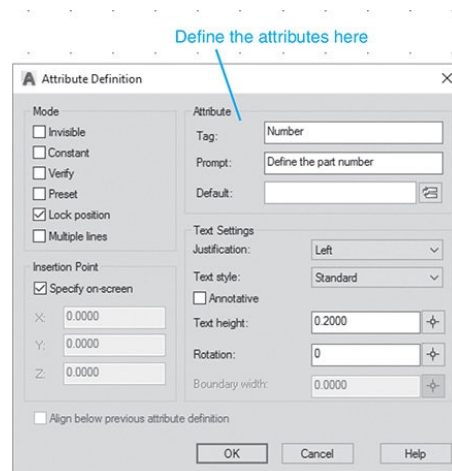 Define the attributes here
Attribute Definition
Mode
Invisible
Constant
Verify
Preset
Lock position
Multiple lines
Insertion Point
Specify on-screen
X: 0.0000
Y: 0.0000
Z: 0.0000
Align below previous attribute definition
Attribute
Tag: Number
Prompt: Define the part number
Default:
Text Settings
Justification: Left
Text style: Standard
Annotative
Text height: 0.2000
Rotation: 0
Boundary width: 0.0000
OK Cancel Help